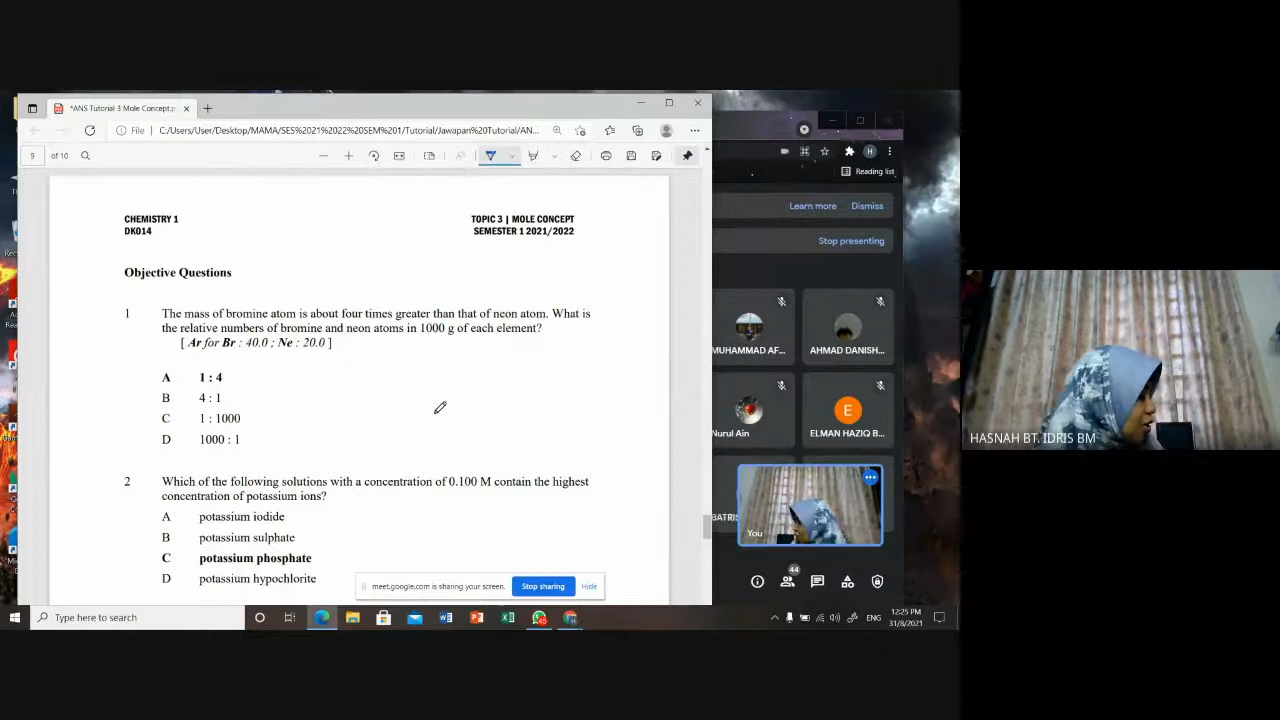 *ANS Tutorial 3 Mole Concept.p
File
C:/Users/User/Desktop/MAMA/SES%2021%2022%20SEM%201/Tutorial/Jawapan%20Tutorial/AN...
9 of 10
CHEMISTRY 1
DK014
TOPIC 3 | MOLE CONCEPT
SEMESTER 1 2021/2022
Objective Questions
1 The mass of bromine atom is about four times greater than that of neon atom. What is
the relative numbers of bromine and neon atoms in 1000 g of each element?
[ Ar for Br : 40.0 ; Ne : 20.0 ]
A 1 : 4
B 4 : 1
C 1 : 1000
D 1000 : 1
2 Which of the following solutions with a concentration of 0.100 M contain the highest
concentration of potassium ions?
A potassium iodide
B potassium sulphate
C potassium phosphate
D potassium hypochlorite
meet.google.com is sharing your screen.
Stop sharing
Hide
H
Reading list
Learn more
Dismiss
Stop presenting
MUHAMMAD AF...
AHMAD DANISH...
Nurul Ain
E
ELMAN HAZIQ B...
BATRIS
You
44
Type here to search
45
ENG
12:25 PM
31/8/2021
HASNAH BT. IDRIS BM